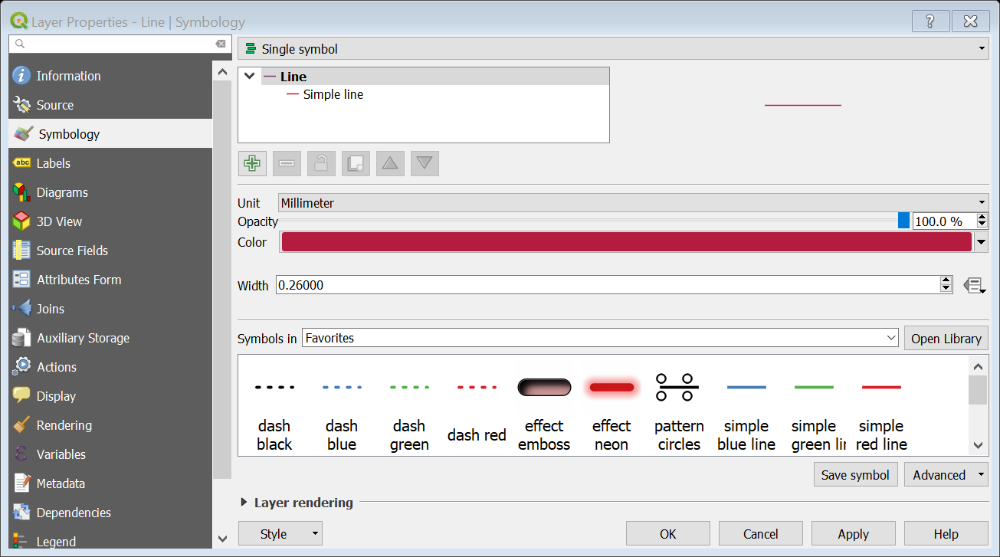 Layer Properties - Line | Symbology
?
Single symbol
Information
Source
Symbology
abc Labels
Diagrams
3D View
Source Fields
Attributes Form
Joins
Auxiliary Storage
Actions
Display
Rendering
Variables
Metadata
Dependencies
Legend
Line
Simple line
Unit Millimeter
Opacity 100.0 %
Color
Width 0.26000
Symbols in Favorites Open Library
dash black
dash blue
dash green
dash red
effect emboss
effect neon
pattern circles
simple blue line
simple green lir
simple red line
Save symbol Advanced
Layer rendering
Style OK Cancel Apply Help